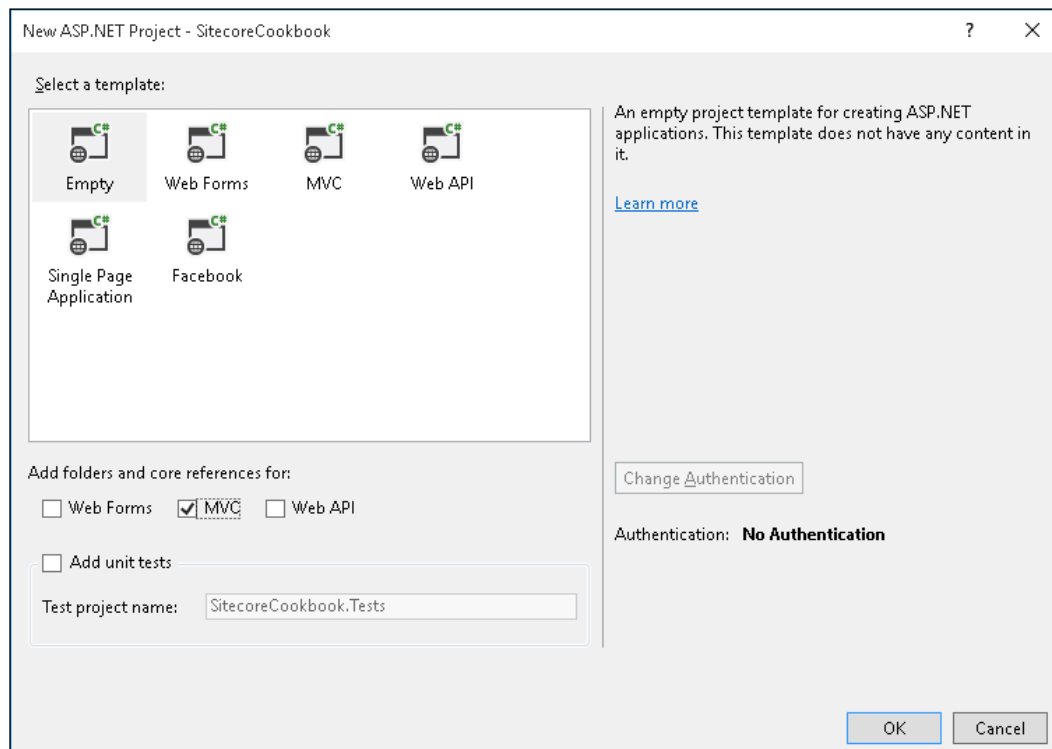 New ASP.NET Project - SitecoreCookbook
?
Select a template:
C# C# C# C#
Empty Web Forms MVC Web API
C# C#
Single Page Facebook
Application
An empty project template for creating ASP.NET
applications. This template does not have any content in
it.
Learn more
Add folders and core references for:
Web Forms MVC Web API
Add unit tests
Test project name: SitecoreCookbook.Tests
Change Authentication
Authentication: No Authentication
OK Cancel